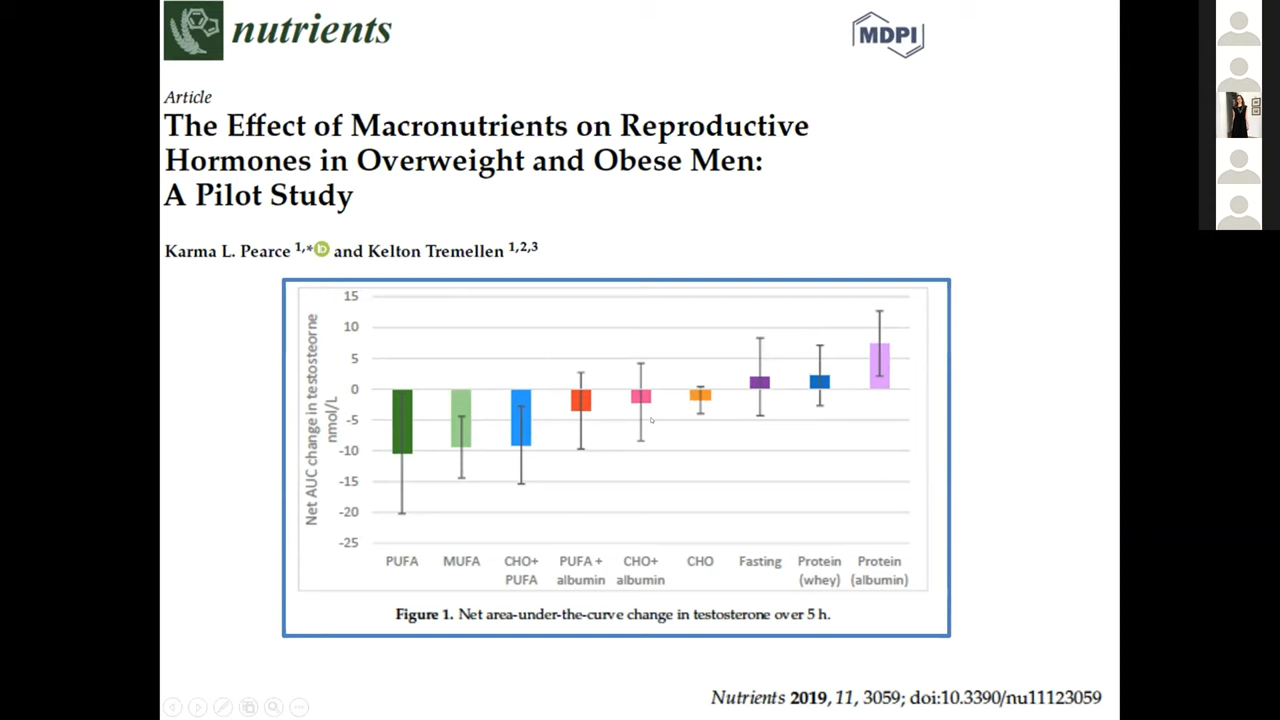 nutrients
MDPI
Article
The Effect of Macronutrients on Reproductive
Hormones in Overweight and Obese Men:
A Pilot Study
Karma L. Pearce 1,* iD and Kelton Tremellen 1,2,3
Net AUC change in testosteorne
nmol/L
15
10
5
0
-5
-10
-15
-20
-25
PUFA
MUFA
CHO+
PUFA
PUFA +
albumin
CHO+
albumin
CHO
Fasting
Protein
(whey)
Protein
(albumin)
Figure 1. Net area-under-the-curve change in testosterone over 5 h.
Nutrients 2019, 11, 3059; doi:10.3390/nu11123059